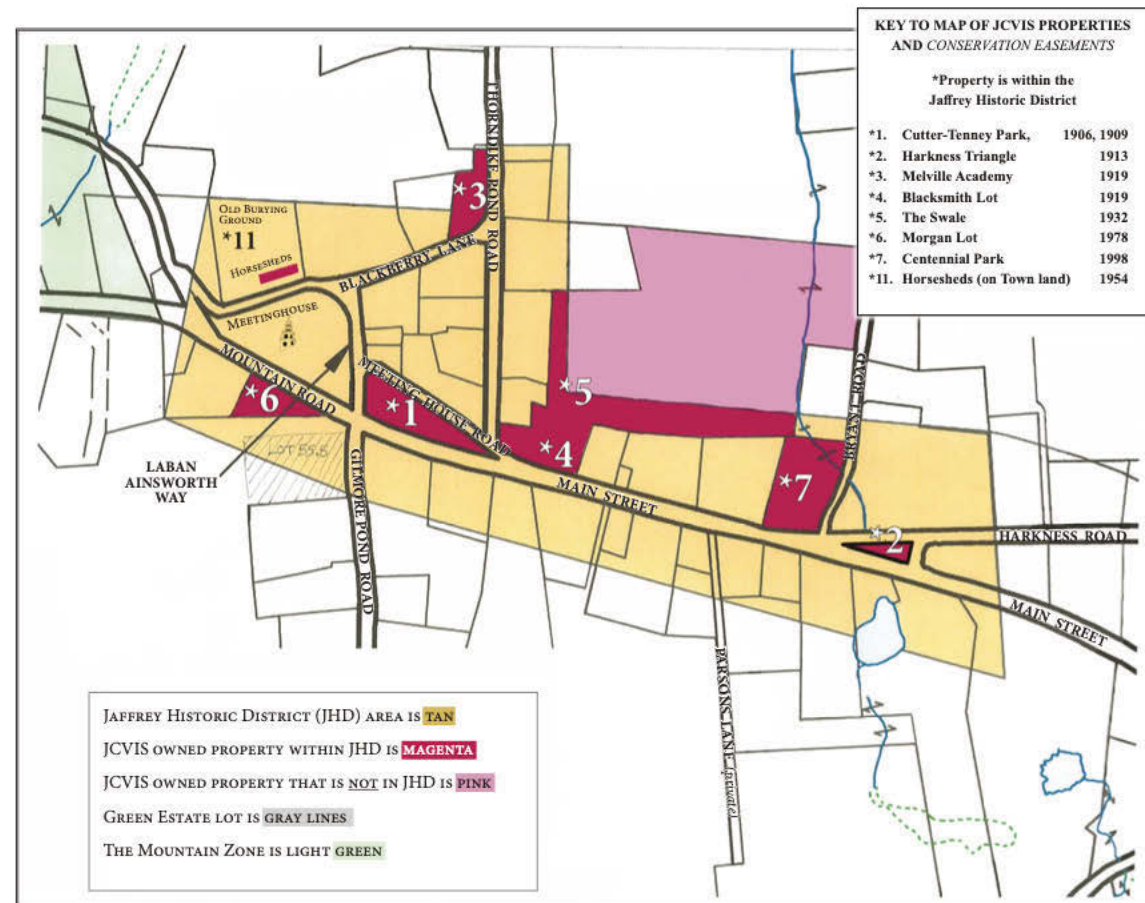 KEY TO MAP OF JCVIS PROPERTIES
AND CONSERVATION EASEMENTS
*Property is within the
Jaffrey Historic District
*1. Cutter-Tenney Park, 1906, 1909
*2. Harkness Triangle 1913
*3. Melville Academy 1919
*4. Blacksmith Lot 1919
*5. The Swale 1932
*6. Morgan Lot 1978
*7. Centennial Park 1998
*11. Horsesheds (on Town land) 1954
THORNDIKE POND ROAD
*3
OLD BURYING
GROUND
*11
HORSESHEDS
BLACKBERRY LANE
MEETINGHOUSE
MOUNTAIN ROAD
MEETING HOUSE ROAD
*6
*1
*5
*4
BRYANT ROAD
LOT 55.5
LABAN
AINSWORTH
WAY
GILMORE POND ROAD
MAIN STREET
*7
*2
HARKNESS ROAD
MAIN STREET
PARSONS LANE (private)
JAFFREY HISTORIC DISTRICT (JHD) AREA IS TAN
JCVIS OWNED PROPERTY WITHIN JHD IS MAGENTA
JCVIS OWNED PROPERTY THAT IS NOT IN JHD IS PINK
GREEN ESTATE LOT IS GRAY LINES
THE MOUNTAIN ZONE IS LIGHT GREEN